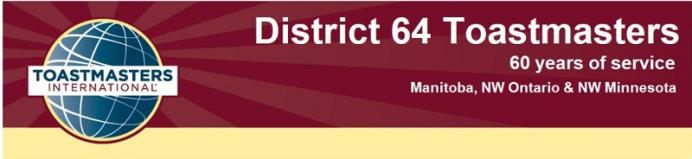 District 64 Toastmasters
60 years of service
Manitoba, NW Ontario & NW Minnesota
TOASTMASTERS
INTERNATIONAL